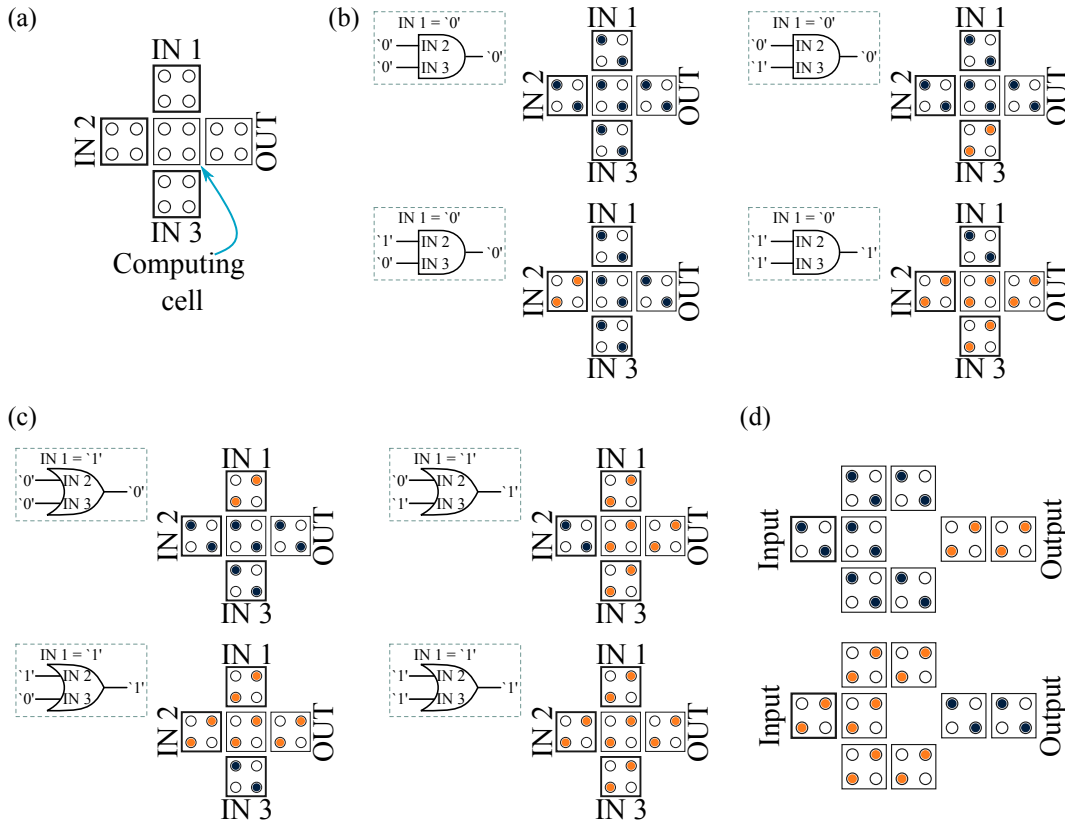 (a)
IN 1
IN 2
OUT
IN 3
Computing
cell
(b)
IN 1 = `0'
`0'
IN 2
`0'
IN 3
`0'
IN 1
IN 2
OUT
IN 3
IN 1 = `0'
`0'
IN 2
`1'
IN 3
`0'
IN 1
IN 2
OUT
IN 3
IN 1 = `0'
`1'
IN 2
`0'
IN 3
`0'
IN 1
IN 2
OUT
IN 3
IN 1 = `0'
`1'
IN 2
`1'
IN 3
`1'
IN 1
IN 2
OUT
IN 3
(c)
IN 1 = `1'
`0'
IN 2
`0'
IN 3
`0'
IN 1
IN 2
OUT
IN 3
IN 1 = `1'
`0'
IN 2
`1'
IN 3
`1'
IN 1
IN 2
OUT
IN 3
IN 1 = `1'
`1'
IN 2
`0'
IN 3
`1'
IN 1
IN 2
OUT
IN 3
IN 1 = `1'
`1'
IN 2
`1'
IN 3
`1'
IN 1
IN 2
OUT
IN 3
(d)
Input
Output
Input
Output